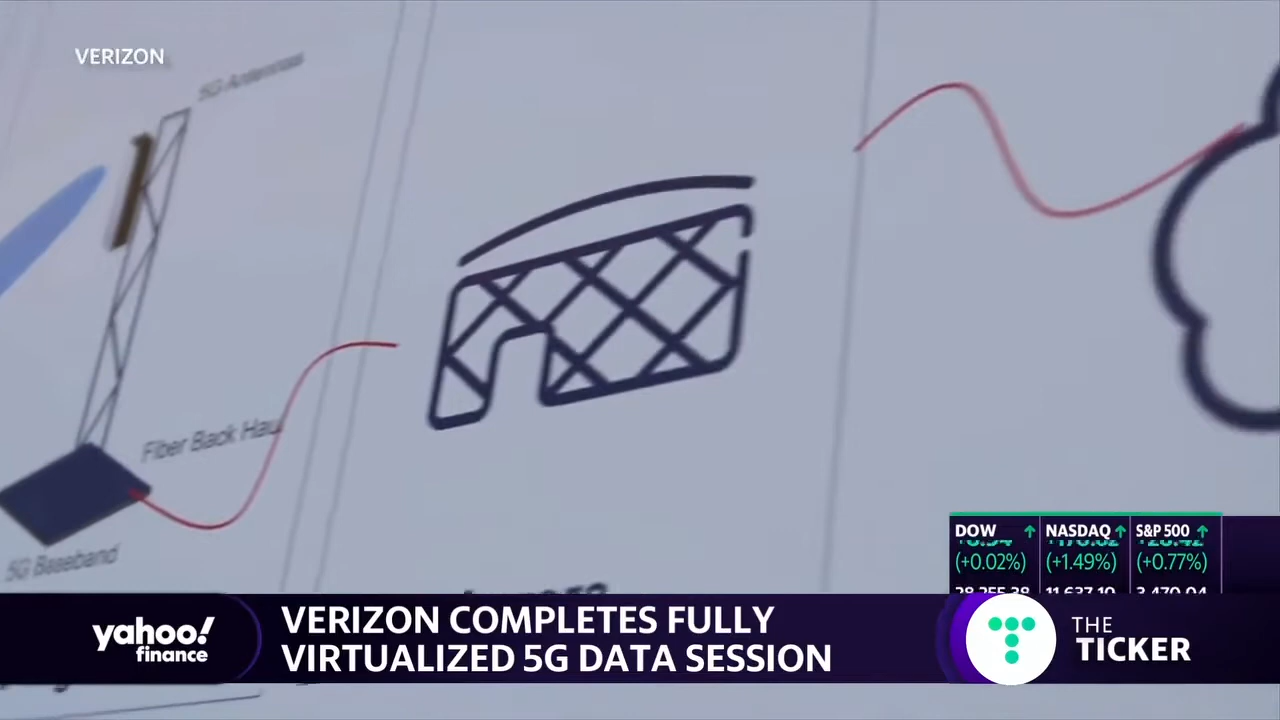 VERIZON
5G Antennas
Fiber Back Haul
5G Baseband
DOW
NASDAQ
S&P 500
(+0.02%)
(+1.49%)
(+0.77%)
yahoo!
finance
VERIZON COMPLETES FULLY
VIRTUALIZED 5G DATA SESSION
THE
TICKER